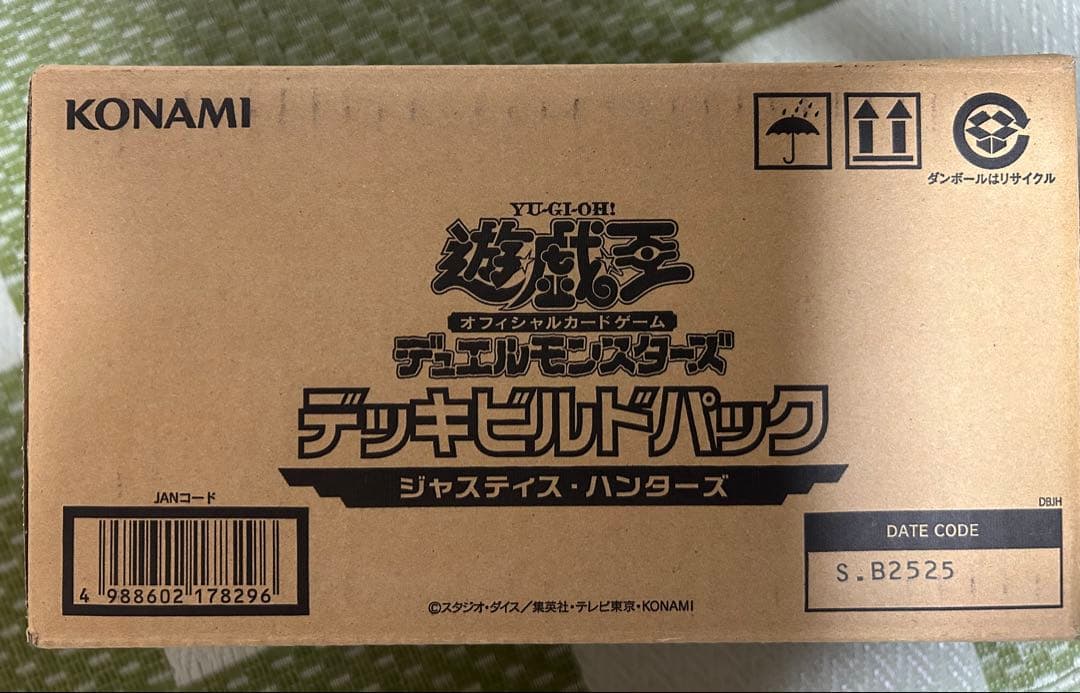 KONAMI
ダンボールはリサイクル
YU-GI-OH!
遊戯王
オフィシャルカードゲーム
デュエルモンスターズ
デッキビルドパック
ジャスティス・ハンターズ
JANコード
4 988602 178296
DBJH
DATE CODE
S.B2525
©スタジオ・ダイス／集英社・テレビ東京・KONAMI